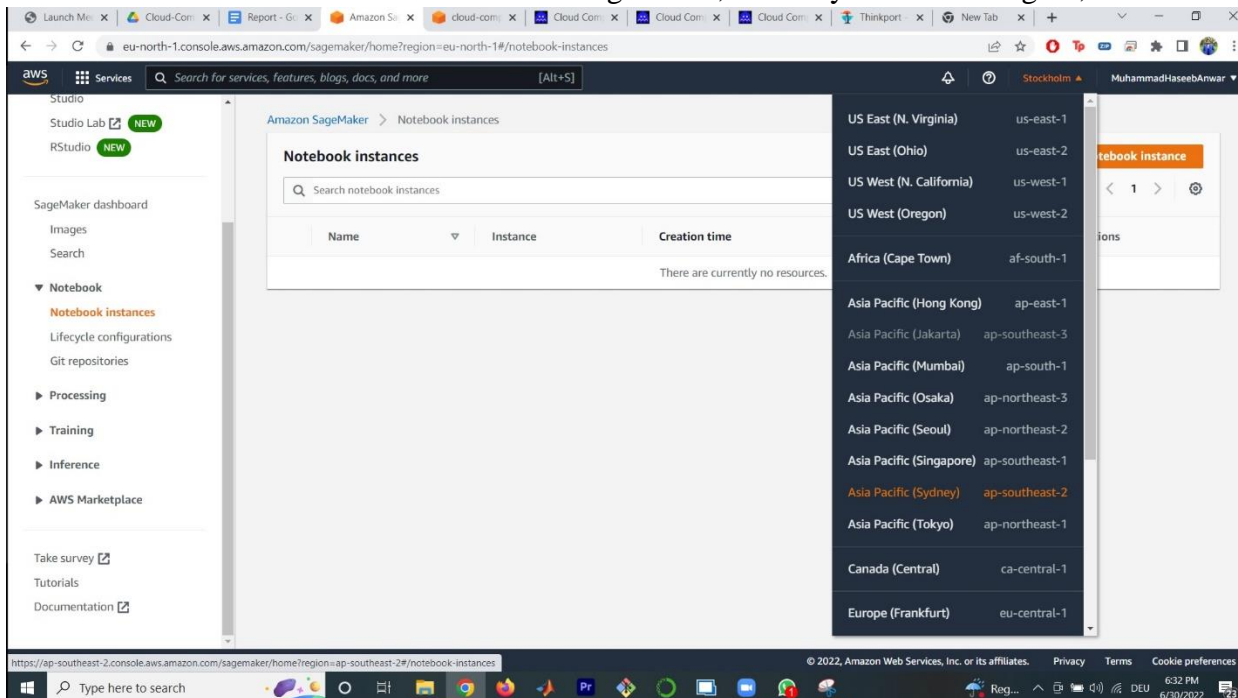 Launch Me
Cloud-Com
Report - Go
Amazon Sa
cloud-comp
Cloud Com
Cloud Com
Cloud Com
Thinkport -
New Tab
eu-north-1.console.aws.amazon.com/sagemaker/home?region=eu-north-1#/notebook-instances
aws Services Search for services, features, blogs, docs, and more [Alt+S] Stockholm MuhammadHaseebAnwar
Studio
Studio Lab NEW
RStudio NEW
SageMaker dashboard
Images
Search
Notebook
Notebook instances
Lifecycle configurations
Git repositories
Processing
Training
Inference
AWS Marketplace
Take survey
Tutorials
Documentation
Amazon SageMaker > Notebook instances
Notebook instances
tebook instance
Search notebook instances
1
Name Instance Creation time ions
There are currently no resources.
US East (N. Virginia) us-east-1
US East (Ohio) us-east-2
US West (N. California) us-west-1
US West (Oregon) us-west-2
Africa (Cape Town) af-south-1
Asia Pacific (Hong Kong) ap-east-1
Asia Pacific (Jakarta) ap-southeast-3
Asia Pacific (Mumbai) ap-south-1
Asia Pacific (Osaka) ap-northeast-3
Asia Pacific (Seoul) ap-northeast-2
Asia Pacific (Singapore) ap-southeast-1
Asia Pacific (Sydney) ap-southeast-2
Asia Pacific (Tokyo) ap-northeast-1
Canada (Central) ca-central-1
Europe (Frankfurt) eu-central-1
https://ap-southeast-2.console.aws.amazon.com/sagemaker/home?region=ap-southeast-2#/notebook-instances
© 2022, Amazon Web Services, Inc. or its affiliates. Privacy Terms Cookie preferences
Type here to search
Pr
Reg... DEU 6:32 PM
6/30/2022
23